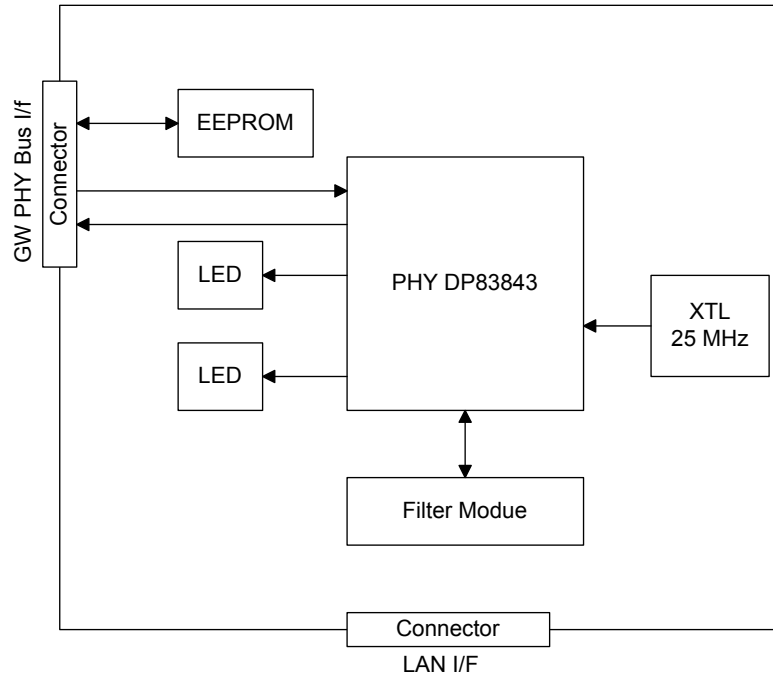 GW PHY Bus I/f
Connector
EEPROM
LED
PHY DP83843
XTL
25 MHz
LED
Filter Modue
Connector
LAN I/F